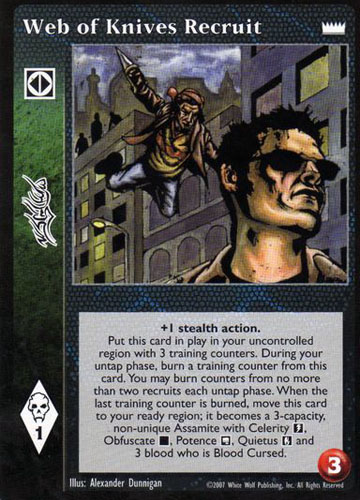 Web of Knives Recruit
+1 stealth action.
Put this card in play in your uncontrolled
region with 3 training counters. During your
untap phase, burn a training counter from this
card. You may burn counters from no more
than two recruits each untap phase. When the
last training counter is burned, move this card
to your ready region; it becomes a 3-capacity,
non-unique Assamite with Celerity,
Obfuscate, Potence, Quietus and
3 blood who is Blood Cursed.
1
3
Illus: Alexander Dunnigan
©2007 White Wolf Publishing, Inc. All Rights Reserved